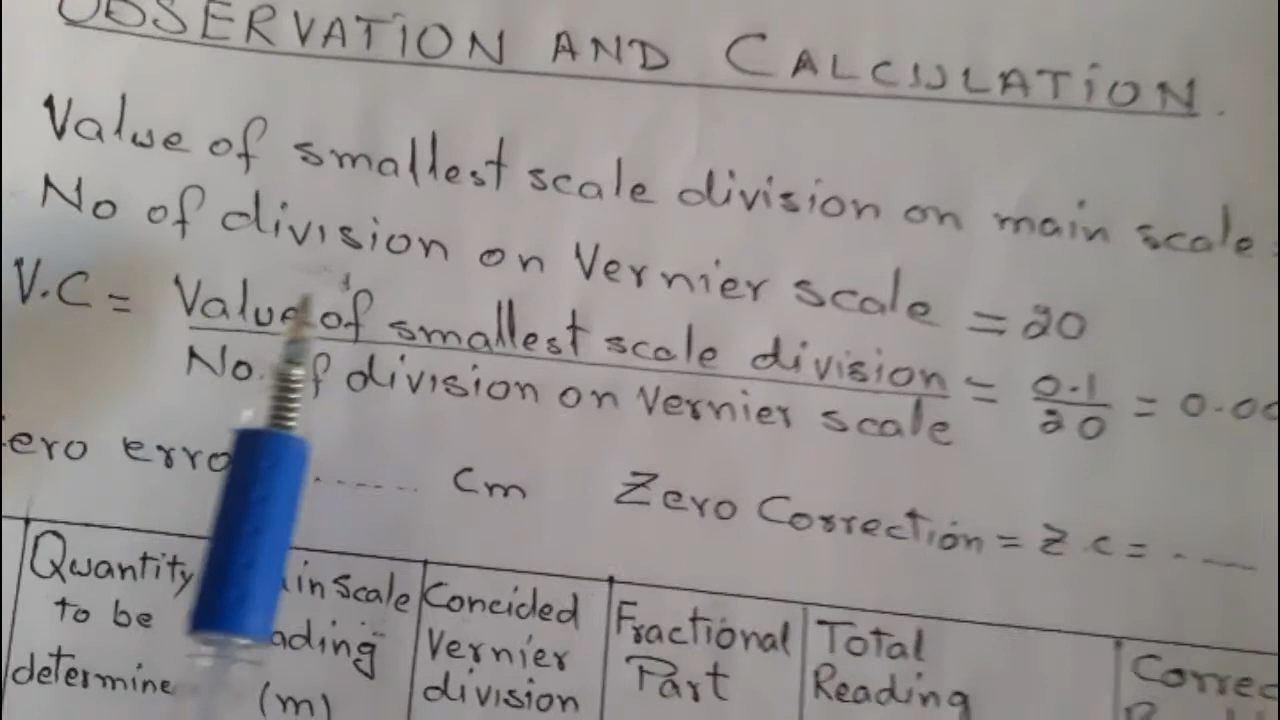 OBSERVATION AND CALCULATION.
Value of smallest scale division on main scale
No of division on Vernier scale = 20
V.C = Value of smallest scale division / No. of division on Vernier scale = 0.1 / 20 = 0.00
ero erro ...... cm Zero Correction = Z.C = ....
Quantity to be determine
in scale ading (m)
Concided Vernier division
Fractional Part
Total Reading
Correc